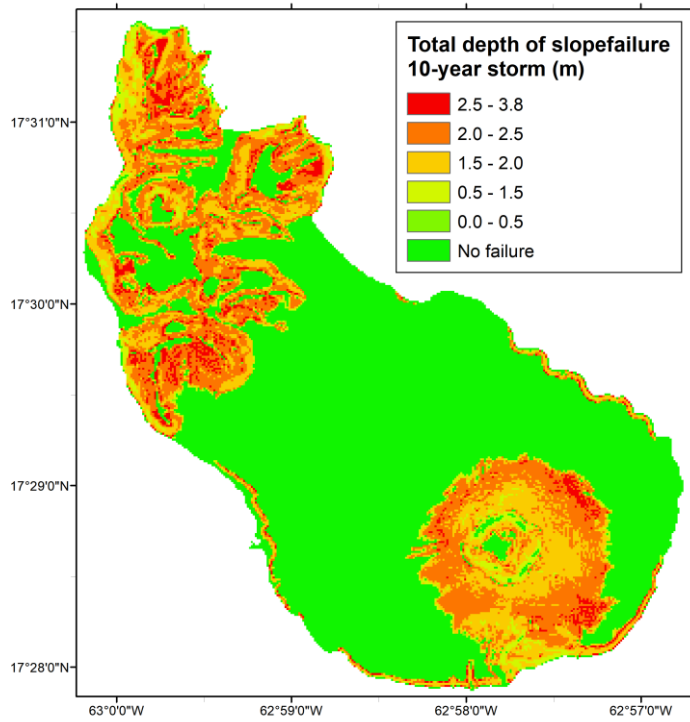 Total depth of slopefailure
10-year storm (m)
2.5 - 3.8
2.0 - 2.5
1.5 - 2.0
0.5 - 1.5
0.0 - 0.5
No failure
17°31'0"N
17°30'0"N
17°29'0"N
17°28'0"N
63°0'0"W
62°59'0"W
62°58'0"W
62°57'0"W